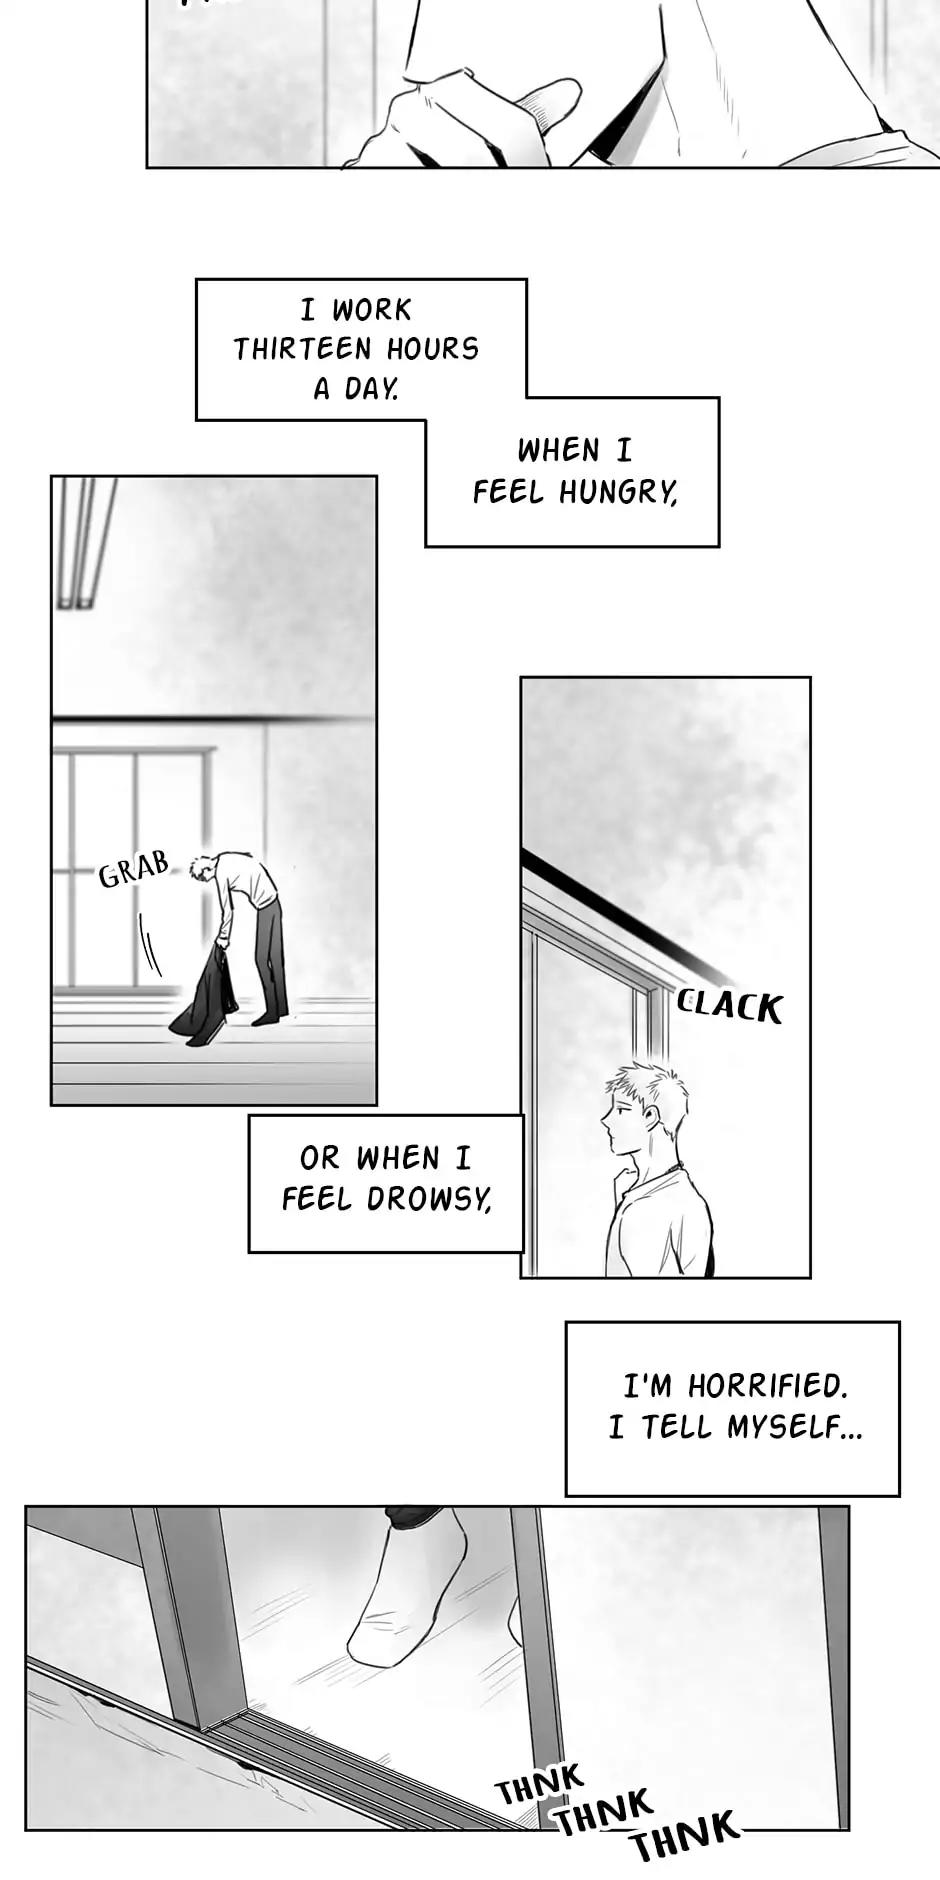 I WORK
THIRTEEN HOURS
A DAY.
WHEN I
FEEL HUNGRY,
GRAB
CLACK
OR WHEN I
FEEL DROWSY,
I'M HORRIFIED.
I TELL MYSELF...
THNK
THNK
THNK